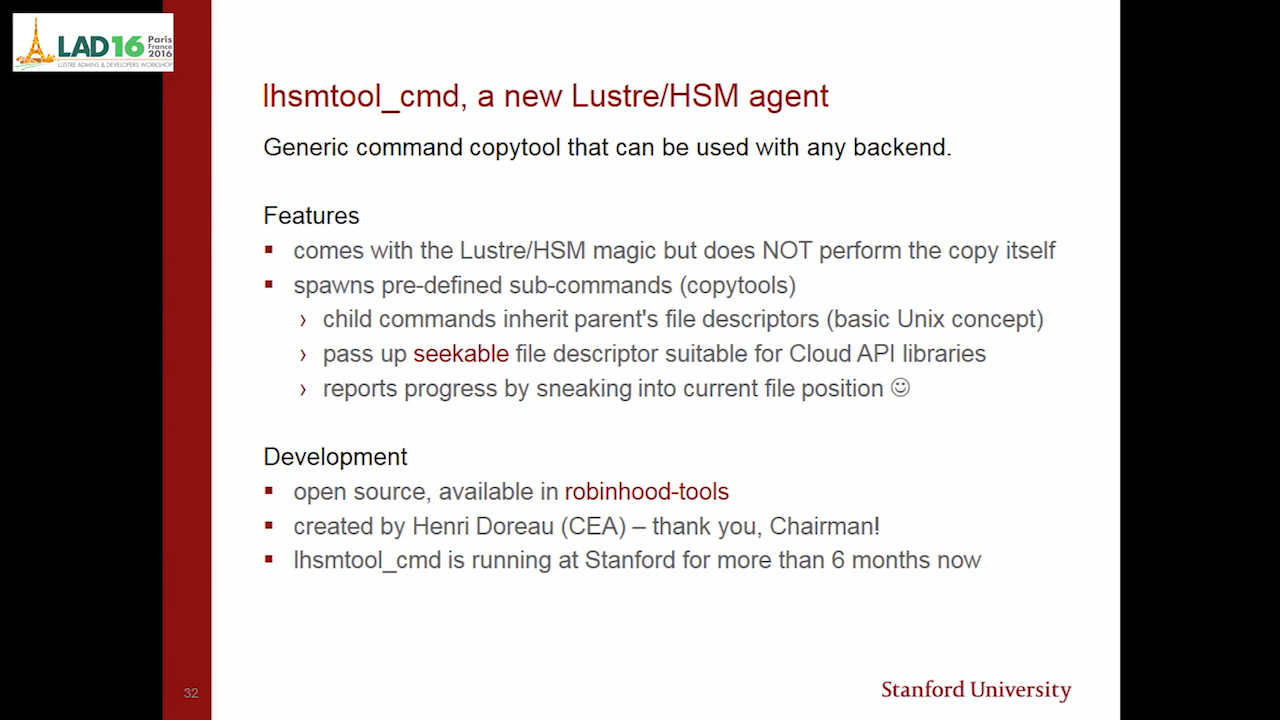 LAD16 Paris France 2016
LUSTRE ADMINS & DEVELOPERS WORKSHOP
lhsmtool_cmd, a new Lustre/HSM agent
Generic command copytool that can be used with any backend.
Features
▪ comes with the Lustre/HSM magic but does NOT perform the copy itself
▪ spawns pre-defined sub-commands (copytools)
› child commands inherit parent's file descriptors (basic Unix concept)
› pass up seekable file descriptor suitable for Cloud API libraries
› reports progress by sneaking into current file position ☺
Development
▪ open source, available in robinhood-tools
▪ created by Henri Doreau (CEA) – thank you, Chairman!
▪ lhsmtool_cmd is running at Stanford for more than 6 months now
32
Stanford University